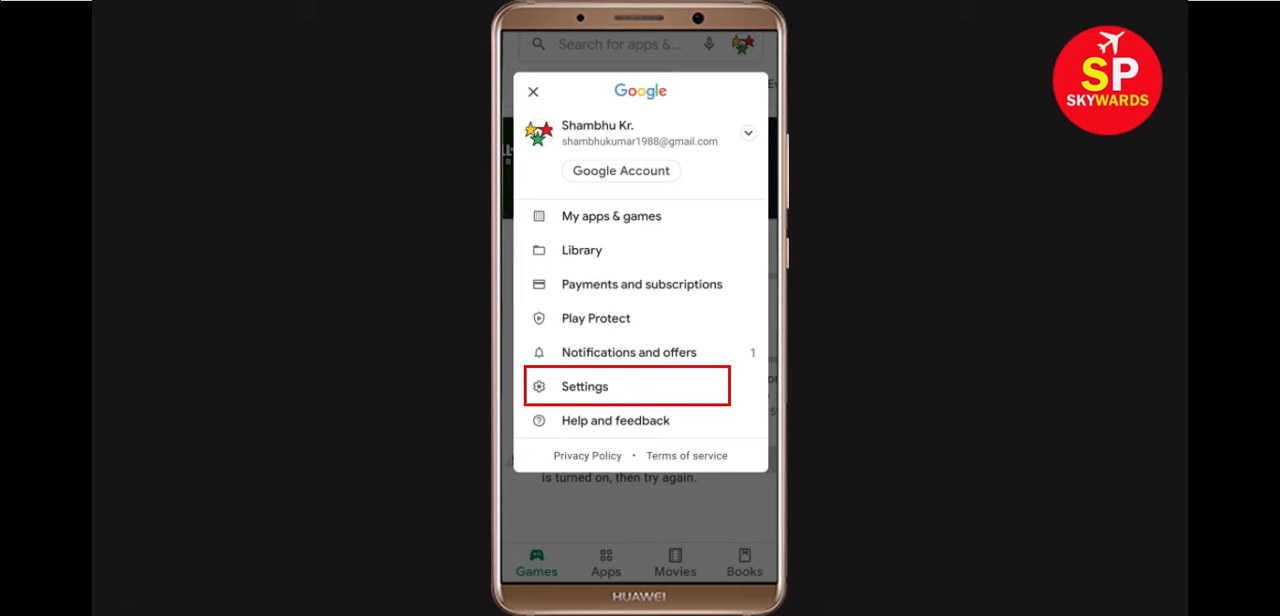 Search for apps &...
SP
SKYWARDS
Google
Shambhu Kr.
shambhukumar1988@gmail.com
Google Account
My apps & games
Library
Payments and subscriptions
Play Protect
Notifications and offers 1
Settings
Help and feedback
Privacy Policy • Terms of service
is turned on, then try again.
Games Apps Movies Books
HUAWEI